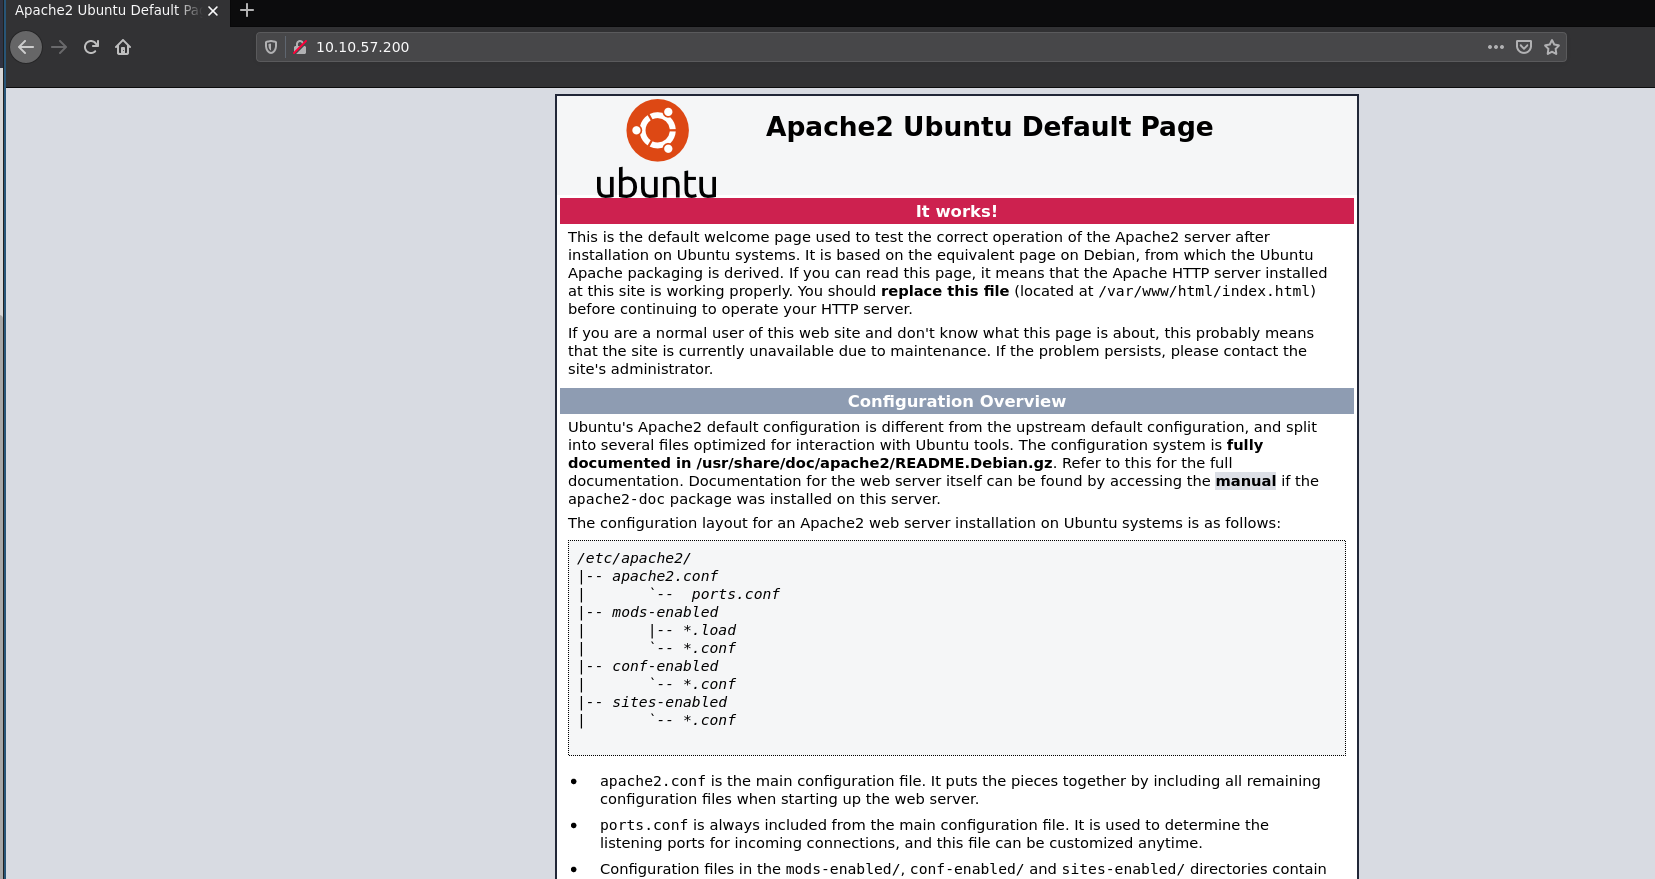 Apache2 Ubuntu Default Pa
10.10.57.200
ubuntu
Apache2 Ubuntu Default Page
It works!
This is the default welcome page used to test the correct operation of the Apache2 server after
installation on Ubuntu systems. It is based on the equivalent page on Debian, from which the Ubuntu
Apache packaging is derived. If you can read this page, it means that the Apache HTTP server installed
at this site is working properly. You should replace this file (located at /var/www/html/index.html)
before continuing to operate your HTTP server.
If you are a normal user of this web site and don't know what this page is about, this probably means
that the site is currently unavailable due to maintenance. If the problem persists, please contact the
site's administrator.
Configuration Overview
Ubuntu's Apache2 default configuration is different from the upstream default configuration, and split
into several files optimized for interaction with Ubuntu tools. The configuration system is fully
documented in /usr/share/doc/apache2/README.Debian.gz. Refer to this for the full
documentation. Documentation for the web server itself can be found by accessing the manual if the
apache2-doc package was installed on this server.
The configuration layout for an Apache2 web server installation on Ubuntu systems is as follows:
/etc/apache2/
|-- apache2.conf
|       `--  ports.conf
|-- mods-enabled
|       |-- *.load
|       `-- *.conf
|-- conf-enabled
|       `-- *.conf
|-- sites-enabled
|       `-- *.conf
• apache2.conf is the main configuration file. It puts the pieces together by including all remaining
configuration files when starting up the web server.
• ports.conf is always included from the main configuration file. It is used to determine the
listening ports for incoming connections, and this file can be customized anytime.
• Configuration files in the mods-enabled/, conf-enabled/ and sites-enabled/ directories contain